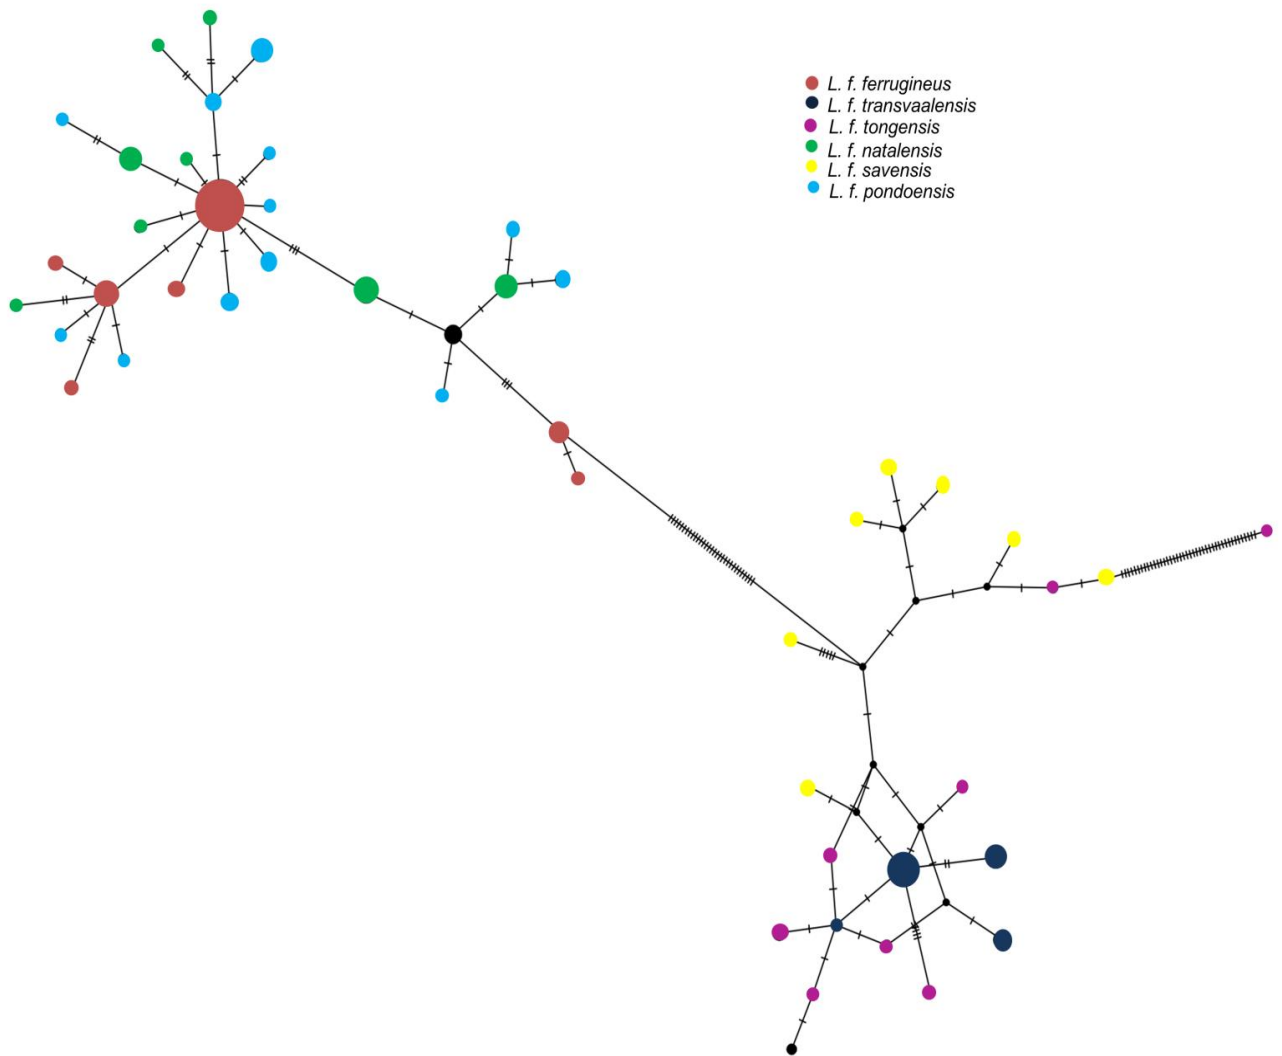 L. f. ferrugineus
L. f. transvaalensis
L. f. tongensis
L. f. natalensis
L. f. savensis
L. f. pondoensis